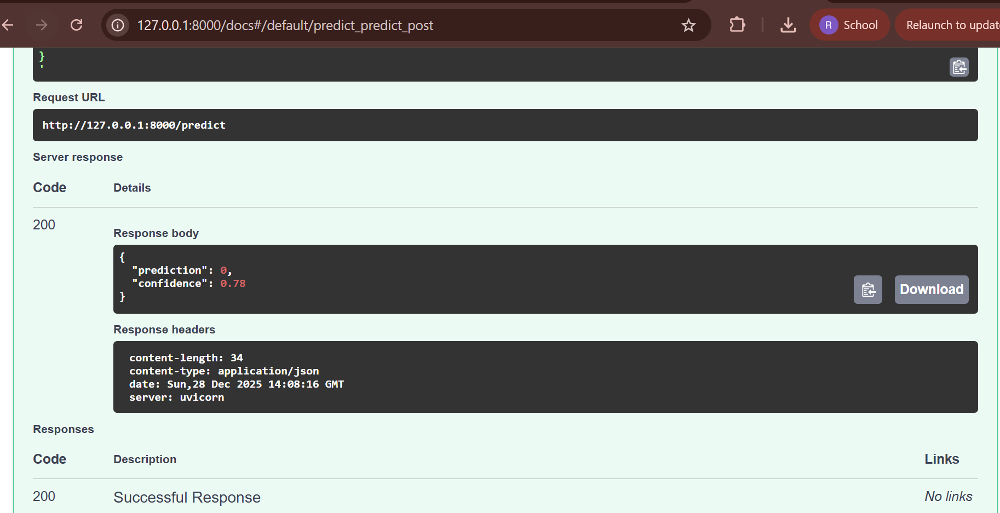 127.0.0.1:8000/docs#/default/predict_predict_post
R School
Relaunch to updat
}
'
Request URL
http://127.0.0.1:8000/predict
Server response
Code Details
200
Response body
{
"prediction": 0,
"confidence": 0.78
}
Download
Response headers
content-length: 34
content-type: application/json
date: Sun,28 Dec 2025 14:08:16 GMT
server: uvicorn
Responses
Code Description Links
200 Successful Response No links